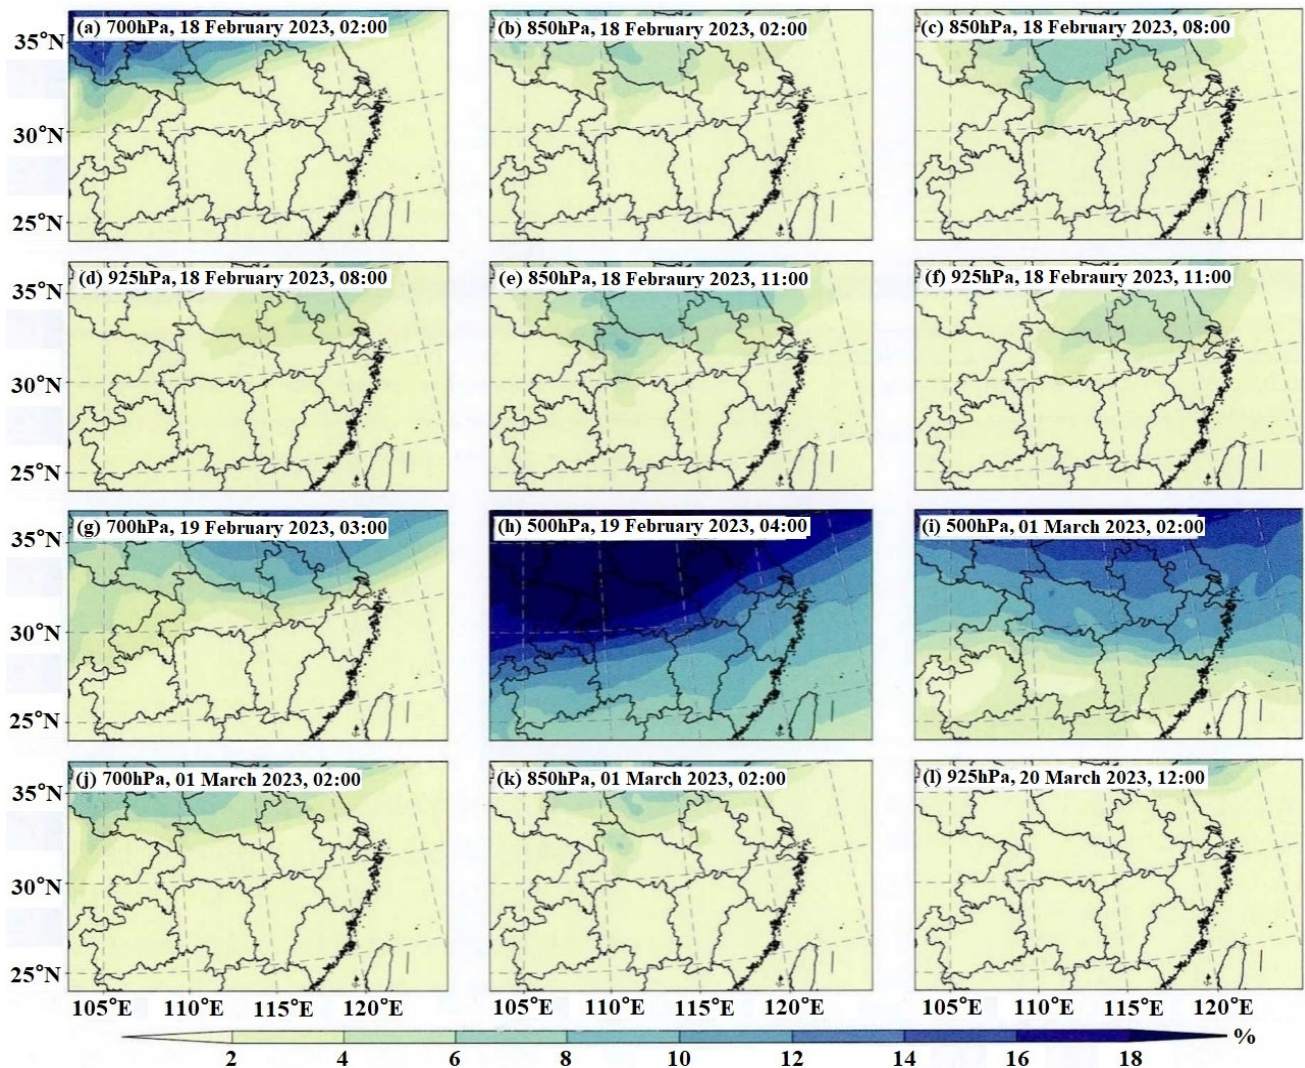 (a) 700hPa, 18 February 2023, 02:00
(b) 850hPa, 18 February 2023, 02:00
(c) 850hPa, 18 February 2023, 08:00
35°N
30°N
25°N
(d) 925hPa, 18 February 2023, 08:00
(e) 850hPa, 18 Febraury 2023, 11:00
(f) 925hPa, 18 Febraury 2023, 11:00
35°N
30°N
25°N
(g) 700hPa, 19 February 2023, 03:00
(h) 500hPa, 19 February 2023, 04:00
(i) 500hPa, 01 March 2023, 02:00
35°N
30°N
25°N
(j) 700hPa, 01 March 2023, 02:00
(k) 850hPa, 01 March 2023, 02:00
(l) 925hPa, 20 March 2023, 12:00
35°N
30°N
25°N
105°E 110°E 115°E 120°E
105°E 110°E 115°E 120°E
105°E 110°E 115°E 120°E
%
2 4 6 8 10 12 14 16 18